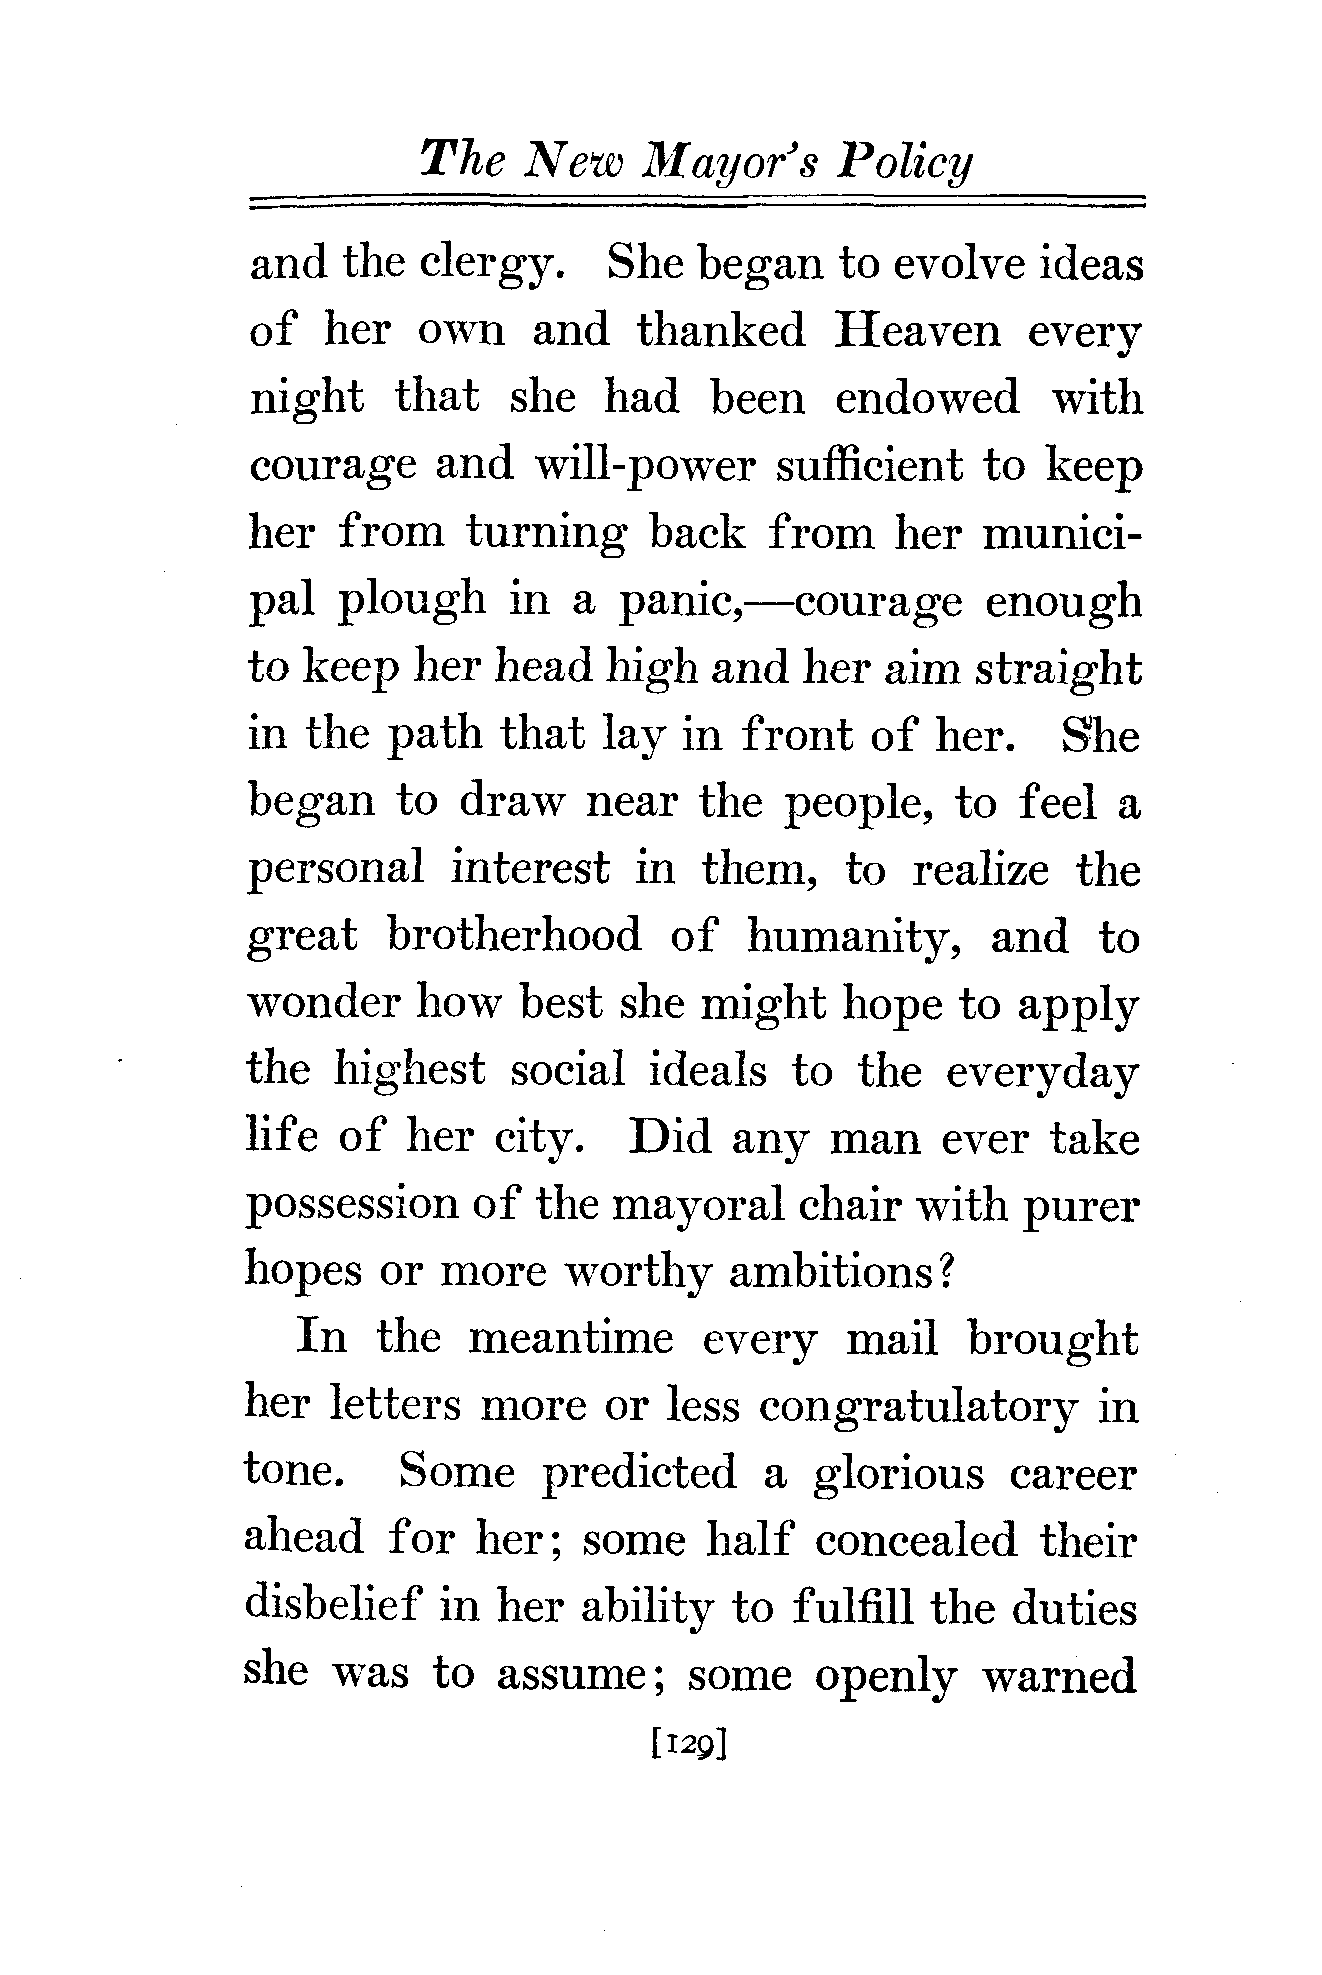 The New Mayor's Policy
and the clergy. She began to evolve ideas
of her own and thanked Heaven every
night that she had been endowed with
courage and will-power sufficient to keep
her from turning back from her munici-
pal plough in a panic,—courage enough
to keep her head high and her aim straight
in the path that lay in front of her. She
began to draw near the people, to feel a
personal interest in them, to realize the
great brotherhood of humanity, and to
wonder how best she might hope to apply
the highest social ideals to the everyday
life of her city. Did any man ever take
possession of the mayoral chair with purer
hopes or more worthy ambitions?
In the meantime every mail brought
her letters more or less congratulatory in
tone. Some predicted a glorious career
ahead for her; some half concealed their
disbelief in her ability to fulfill the duties
she was to assume; some openly warned
[129]